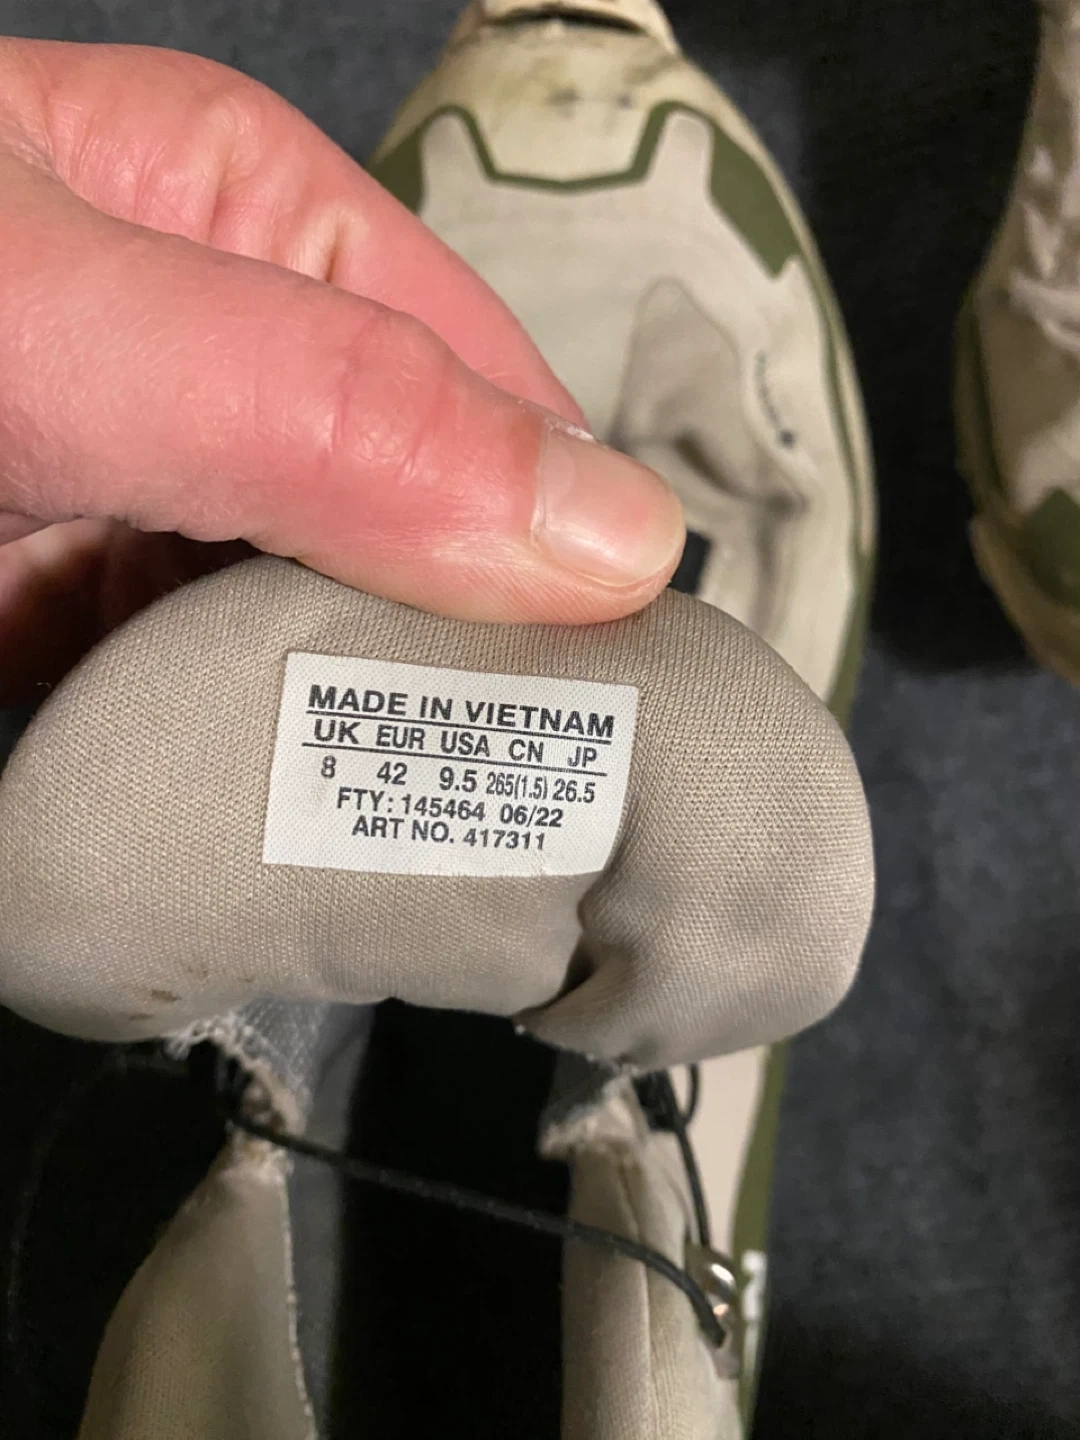 MADE IN VIETNAM
UK EUR USA CN JP
8 42 9.5 265(1.5) 26.5
FTY: 145464 06/22
ART NO. 417311